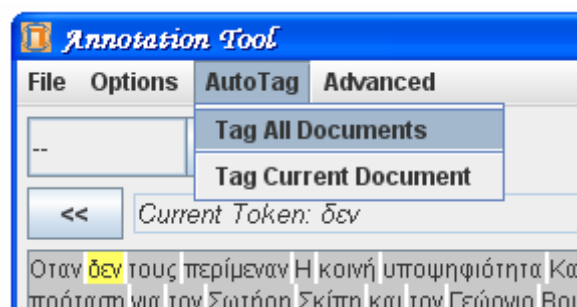 Annotation Tool
File Options AutoTag Advanced
Tag All Documents
--
Tag Current Document
<< Current Token: δεν
Οταν δεν τους περίμεναν Η κοινή υποψηφιότητα
πρόταση για τον Σωτήρη Σκίπη και τον Γεώργιο